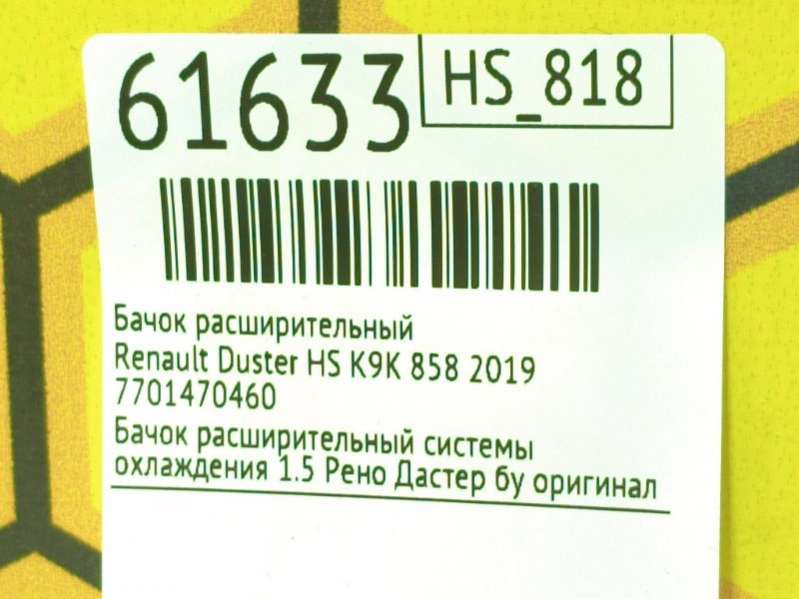 61633
HS_818
Бачок расширительный
Renault Duster HS K9K 858 2019
7701470460
Бачок расширительный системы
охлаждения 1.5 Рено Дастер бу оригинал